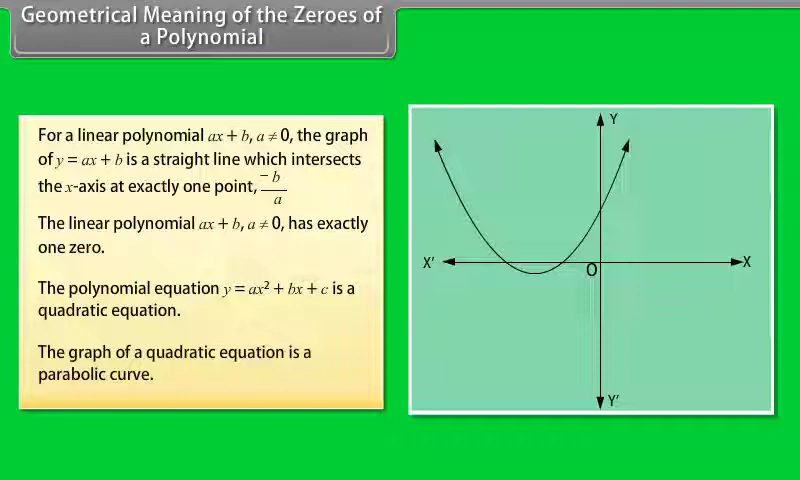 Geometrical Meaning of the Zeroes of
a Polynomial
For a linear polynomial ax + b, a ≠ 0, the graph
of y = ax + b is a straight line which intersects
the x-axis at exactly one point, −b/a
The linear polynomial ax + b, a ≠ 0, has exactly
one zero.
The polynomial equation y = ax² + bx + c is a
quadratic equation.
The graph of a quadratic equation is a
parabolic curve.
Y
X′
O
X
Y′